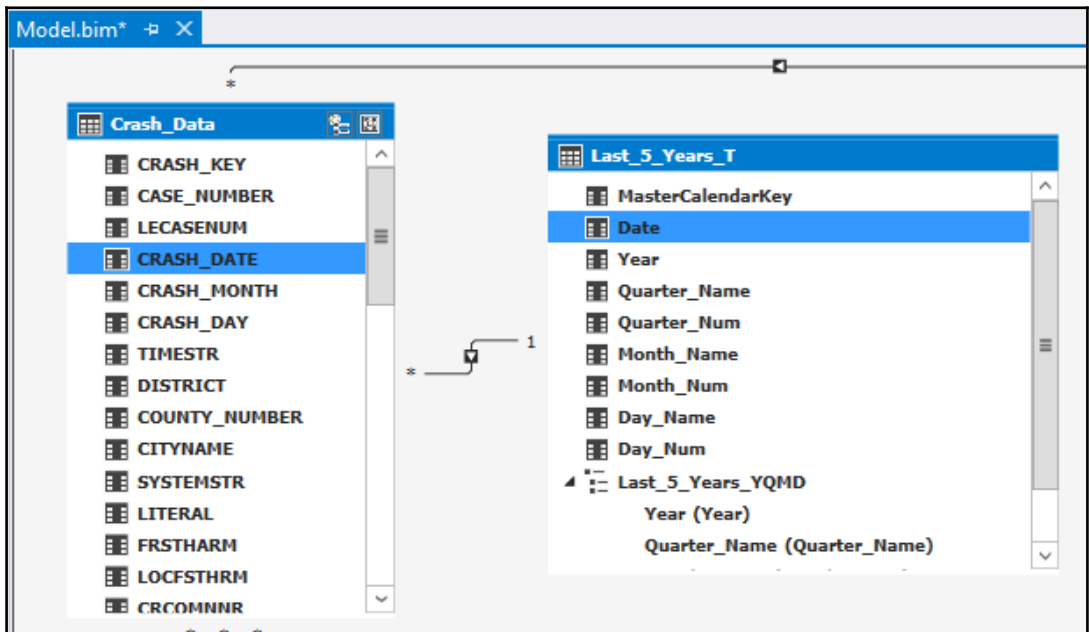 Model.bim*
*
Crash_Data
CRASH_KEY
CASE_NUMBER
LECASENUM
CRASH_DATE
CRASH_MONTH
CRASH_DAY
TIMESTR
DISTRICT
COUNTY_NUMBER
CITYNAME
SYSTEMSTR
LITERAL
FRSTHARM
LOCFSTHRM
CRCOMNNR
* * *
* 1
Last_5_Years_T
MasterCalendarKey
Date
Year
Quarter_Name
Quarter_Num
Month_Name
Month_Num
Day_Name
Day_Num
Last_5_Years_YQMD
Year (Year)
Quarter_Name (Quarter_Name)